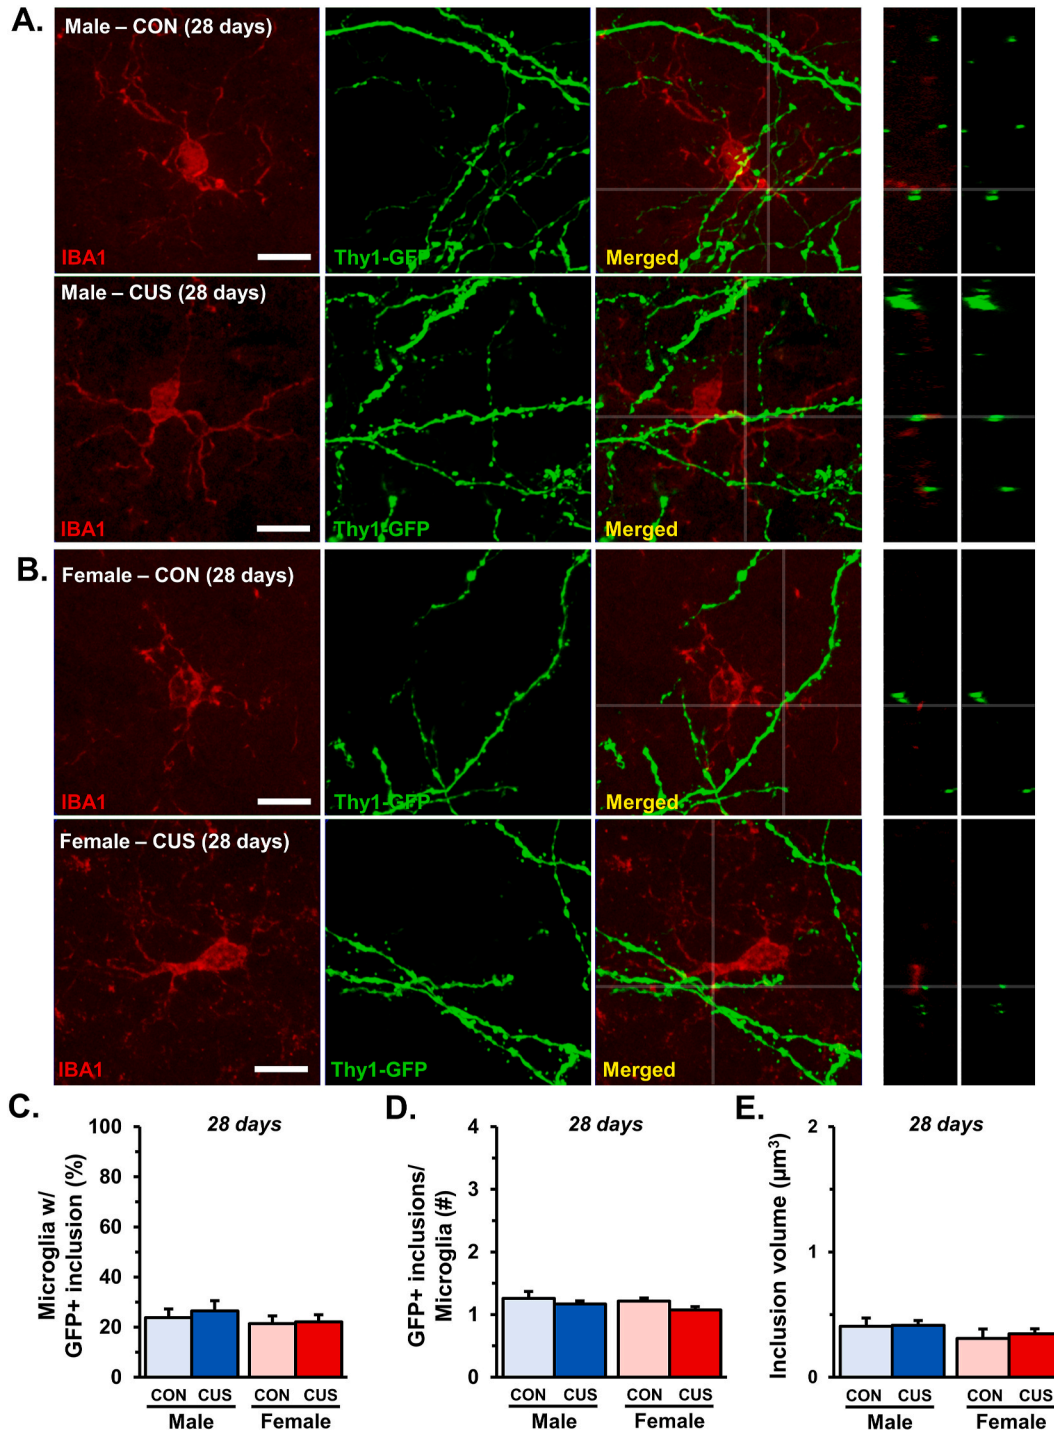 A.
Male – CON (28 days)
IBA1
Thy1-GFP
Merged
Male – CUS (28 days)
IBA1
Thy1-GFP
Merged
B.
Female – CON (28 days)
IBA1
Thy1-GFP
Merged
Female – CUS (28 days)
IBA1
Thy1-GFP
Merged
C.
28 days
Microglia w/
GFP+ inclusion (%)
100
80
60
40
20
0
CON CUS CON CUS
Male Female
D.
28 days
GFP+ inclusions/
Microglia (#)
4
3
2
1
0
CON CUS CON CUS
Male Female
E.
28 days
Inclusion volume (µm³)
2
1
0
CON CUS CON CUS
Male Female